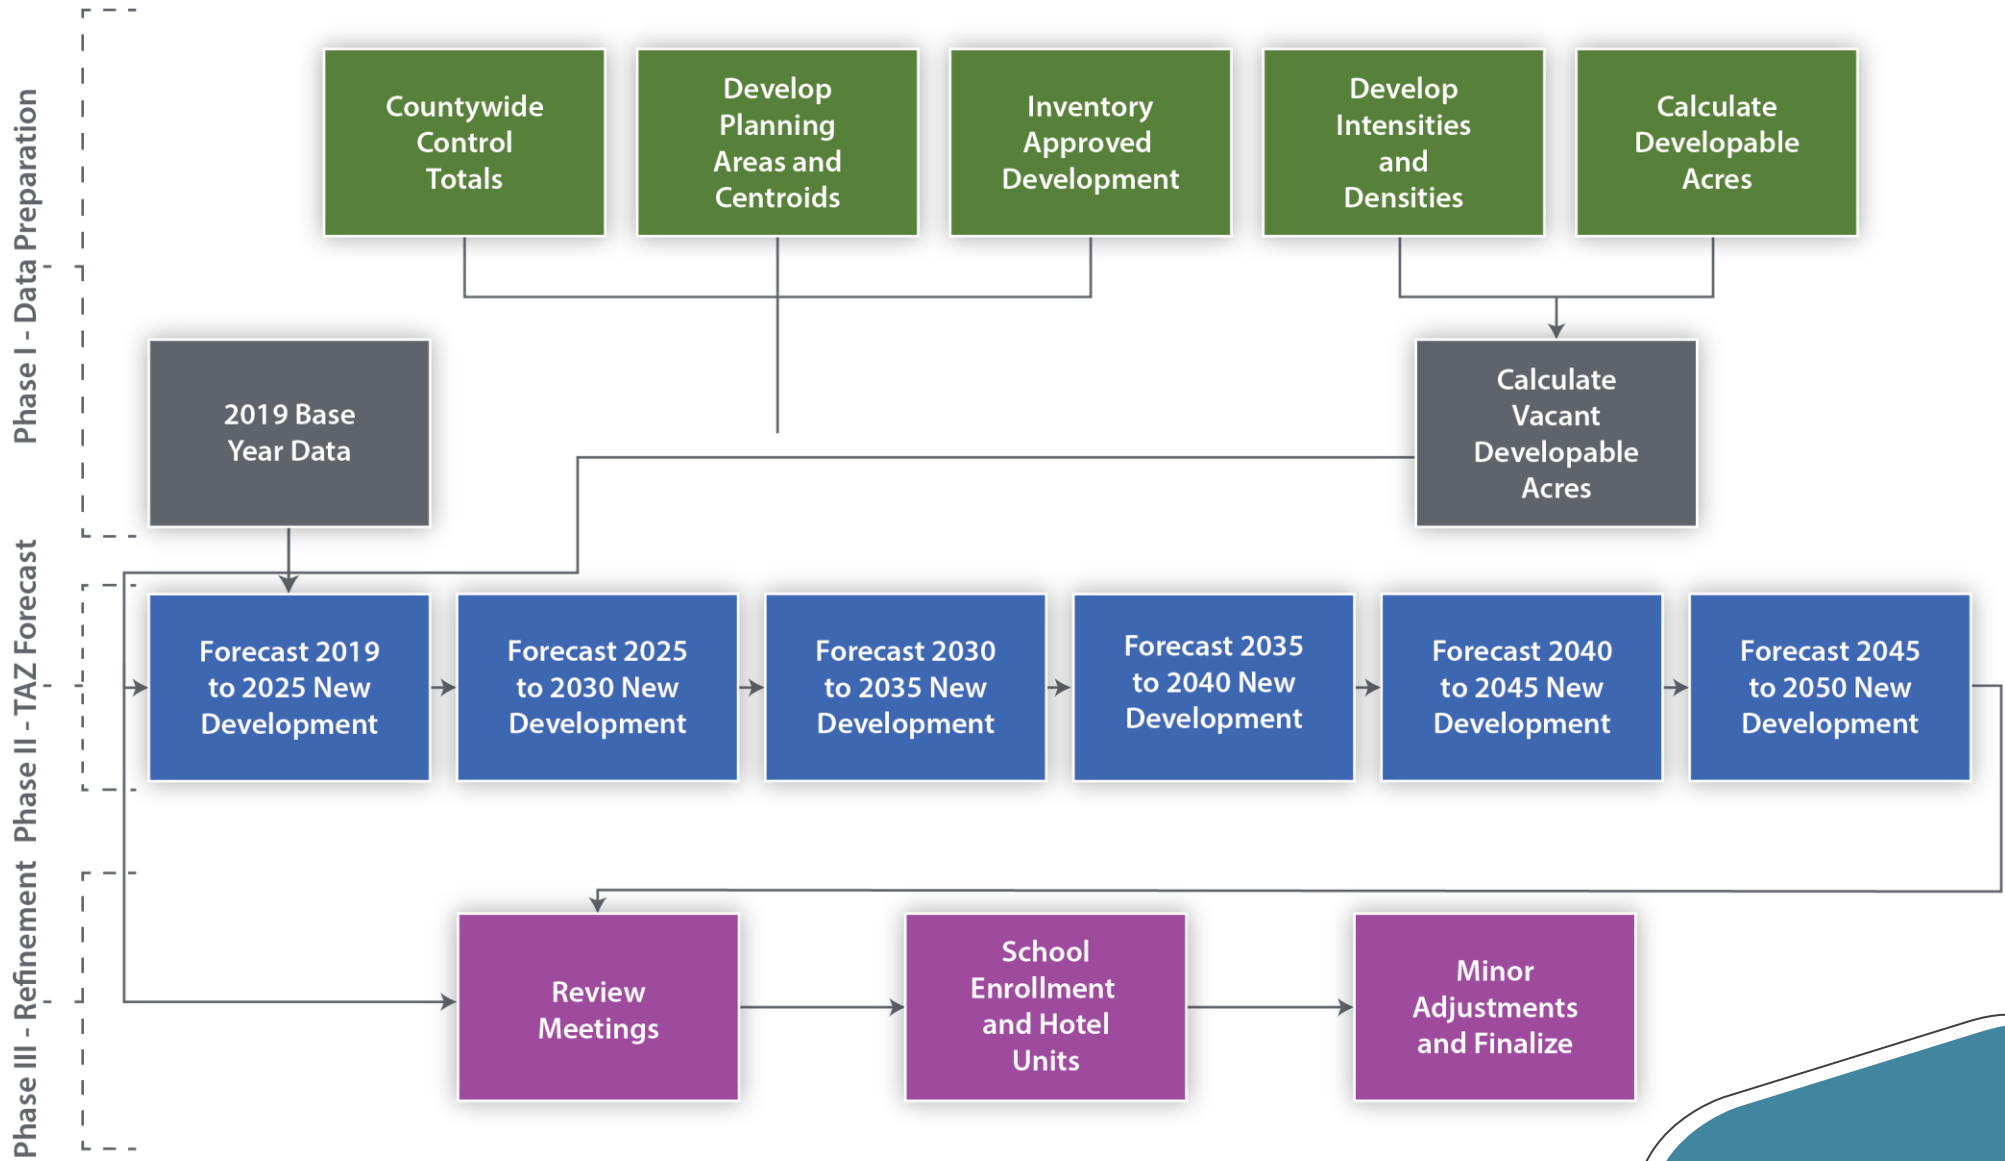 Phase I - Data Preparation
Countywide
Control
Totals
Develop
Planning
Areas and
Centroids
Inventory
Approved
Development
Develop
Intensities
and
Densities
Calculate
Developable
Acres
2019 Base
Year Data
Calculate
Vacant
Developable
Acres
Phase II - TAZ Forecast
Forecast 2019
to 2025 New
Development
Forecast 2025
to 2030 New
Development
Forecast 2030
to 2035 New
Development
Forecast 2035
to 2040 New
Development
Forecast 2040
to 2045 New
Development
Forecast 2045
to 2050 New
Development
Phase III - Refinement
Review
Meetings
School
Enrollment
and Hotel
Units
Minor
Adjustments
and Finalize